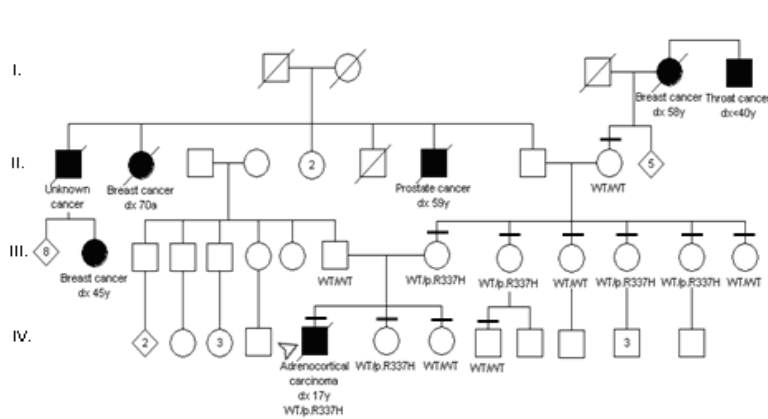 I.
Breast cancer Throat cance
dx 58y dx<40y
II.
2
5
Unknown
cancer
Breast cancer
dx 70a
Prostate cancer
dx 59y
WT/WT
III.
8
Breast cancer
dx 45y
WT/WT
WT/p.R337H
WT/p.R337H
WT/WT
WT/p.R337H
WT/p.R337H
WT/WT
IV.
2
3
3
Adrenocortical
carcinoma
dx 17y
WT/p.R337H
WT/p.R337H
WT/WT
WT/WT